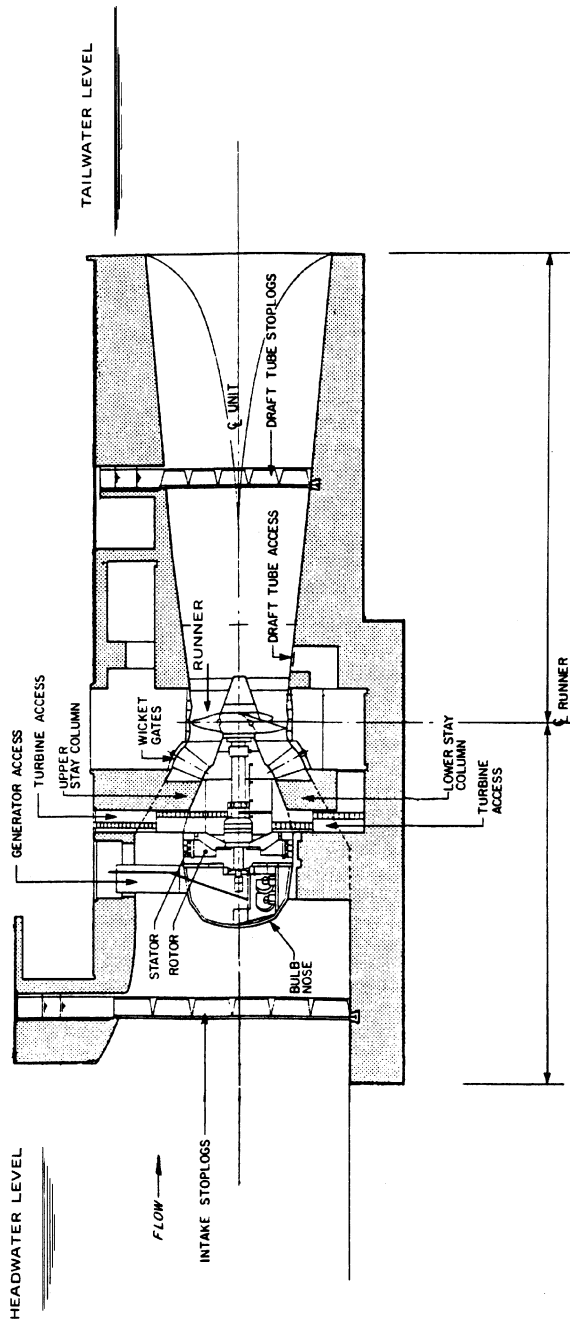 HEADWATER LEVEL
TAILWATER LEVEL
FLOW
INTAKE STOPLOGS
GENERATOR ACCESS
TURBINE ACCESS
UPPER
STAY COLUMN
WICKET
GATES
RUNNER
STATOR
ROTOR
BULB
NOSE
DRAFT TUBE ACCESS
℄ UNIT
DRAFT TUBE STOPLOGS
LOWER STAY
COLUMN
TURBINE
ACCESS
℄ RUNNER